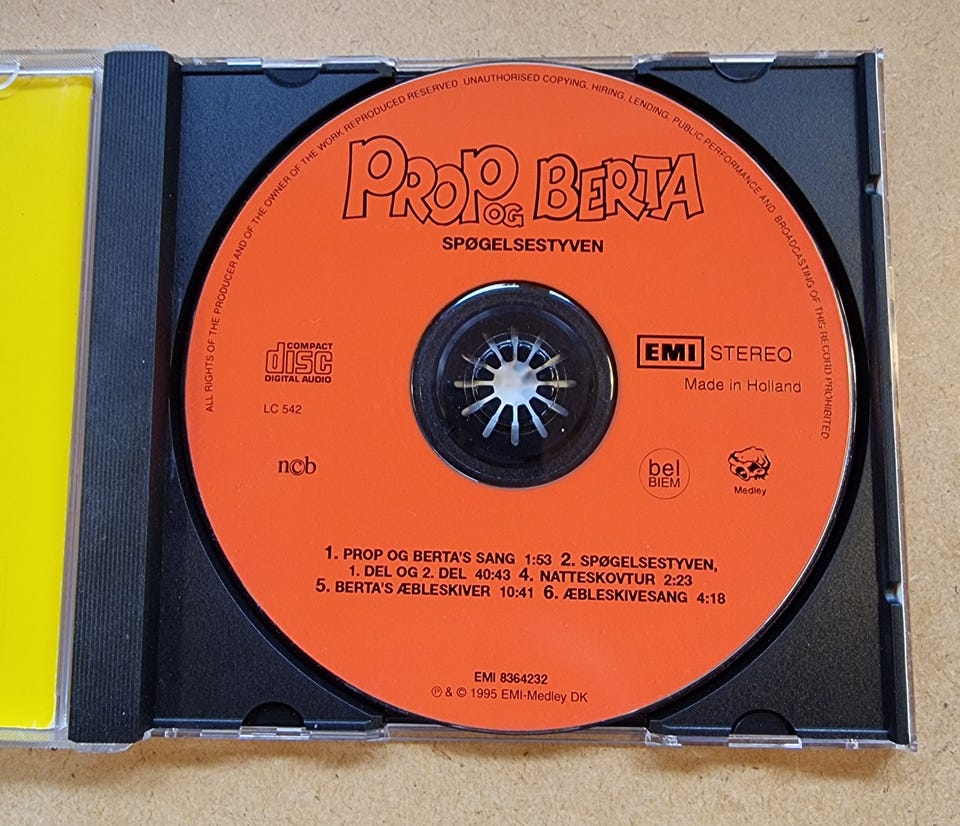 ALL RIGHTS OF THE PRODUCER AND OF THE OWNER OF THE WORK REPRODUCED RESERVED UNAUTHORISED COPYING, HIRING, LENDING, PUBLIC PERFORMANCE AND BROADCASTING OF THIS RECORD PROHIBITED
PROP OG BERTA
SPØGELSESTYVEN
COMPACT
disc
DIGITAL AUDIO
EMI STEREO
Made in Holland
LC 542
ncb
bel
BIEM
Medley
1. PROP OG BERTA'S SANG 1:53 2. SPØGELSESTYVEN,
1. DEL OG 2. DEL 40:43 4. NATTESKOVTUR 2:23
5. BERTA'S ÆBLESKIVER 10:41 6. ÆBLESKIVESANG 4:18
EMI 8364232
℗ & © 1995 EMI-Medley DK